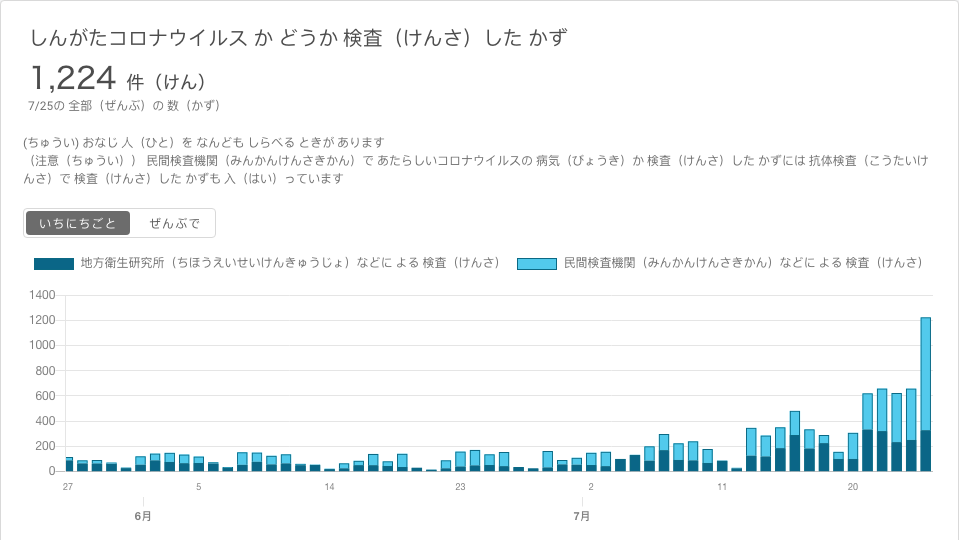 しんがたコロナウイルス か どうか 検査（けんさ）した かず
1,224 件（けん）
7/25の 全部（ぜんぶ）の 数（かず）
(ちゅうい) おなじ 人（ひと）を なんども しらべる ときが あります
（注意（ちゅうい）） 民間検査機関（みんかんけんさきかん）で あたらしいコロナウイルスの 病気（びょうき）か 検査（けんさ）した かずには 抗体検査（こうたいけ
んさ）で 検査（けんさ）した かずも 入（はい）っています
いちにちごと ぜんぶで
地方衛生研究所（ちほうえいせいけんきゅうじょ）などに よる 検査（けんさ） 民間検査機関（みんかんけんさきかん）などに よる 検査（けんさ）
1400
1200
1000
800
600
400
200
0
27 5 14 23 2 11 20
6月 7月